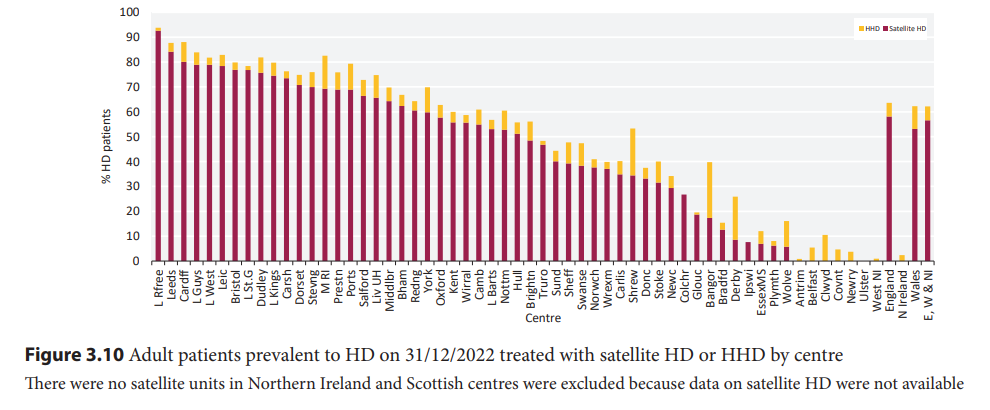 100
90
80
70
60
50
40
30
20
10
0
% HD patients
HHD Satellite HD
L Rfree
Leeds
Cardff
L Guys
L West
Leic
Bristol
L St.G
Dudley
L Kings
Carsh
Dorset
Stevng
M RI
Prestn
Ports
Salford
Liv UH
Middlbr
Bham
Redng
York
Oxford
Kent
Wirral
Camb
L Barts
Nottm
Hull
Brightn
Truro
Sund
Sheff
Swanse
Norwch
Wrexm
Carlis
Shrew
Donc
Stoke
Newc
Colchr
Glouc
Bangor
Bradfd
Derby
Ipswi
EssexMS
Plymth
Wolve
Antrim
Belfast
Clwyd
Covnt
Newry
Ulster
West NI
England
N Ireland
Wales
E, W & NI
Centre
Figure 3.10 Adult patients prevalent to HD on 31/12/2022 treated with satellite HD or HHD by centre
There were no satellite units in Northern Ireland and Scottish centres were excluded because data on satellite HD were not available